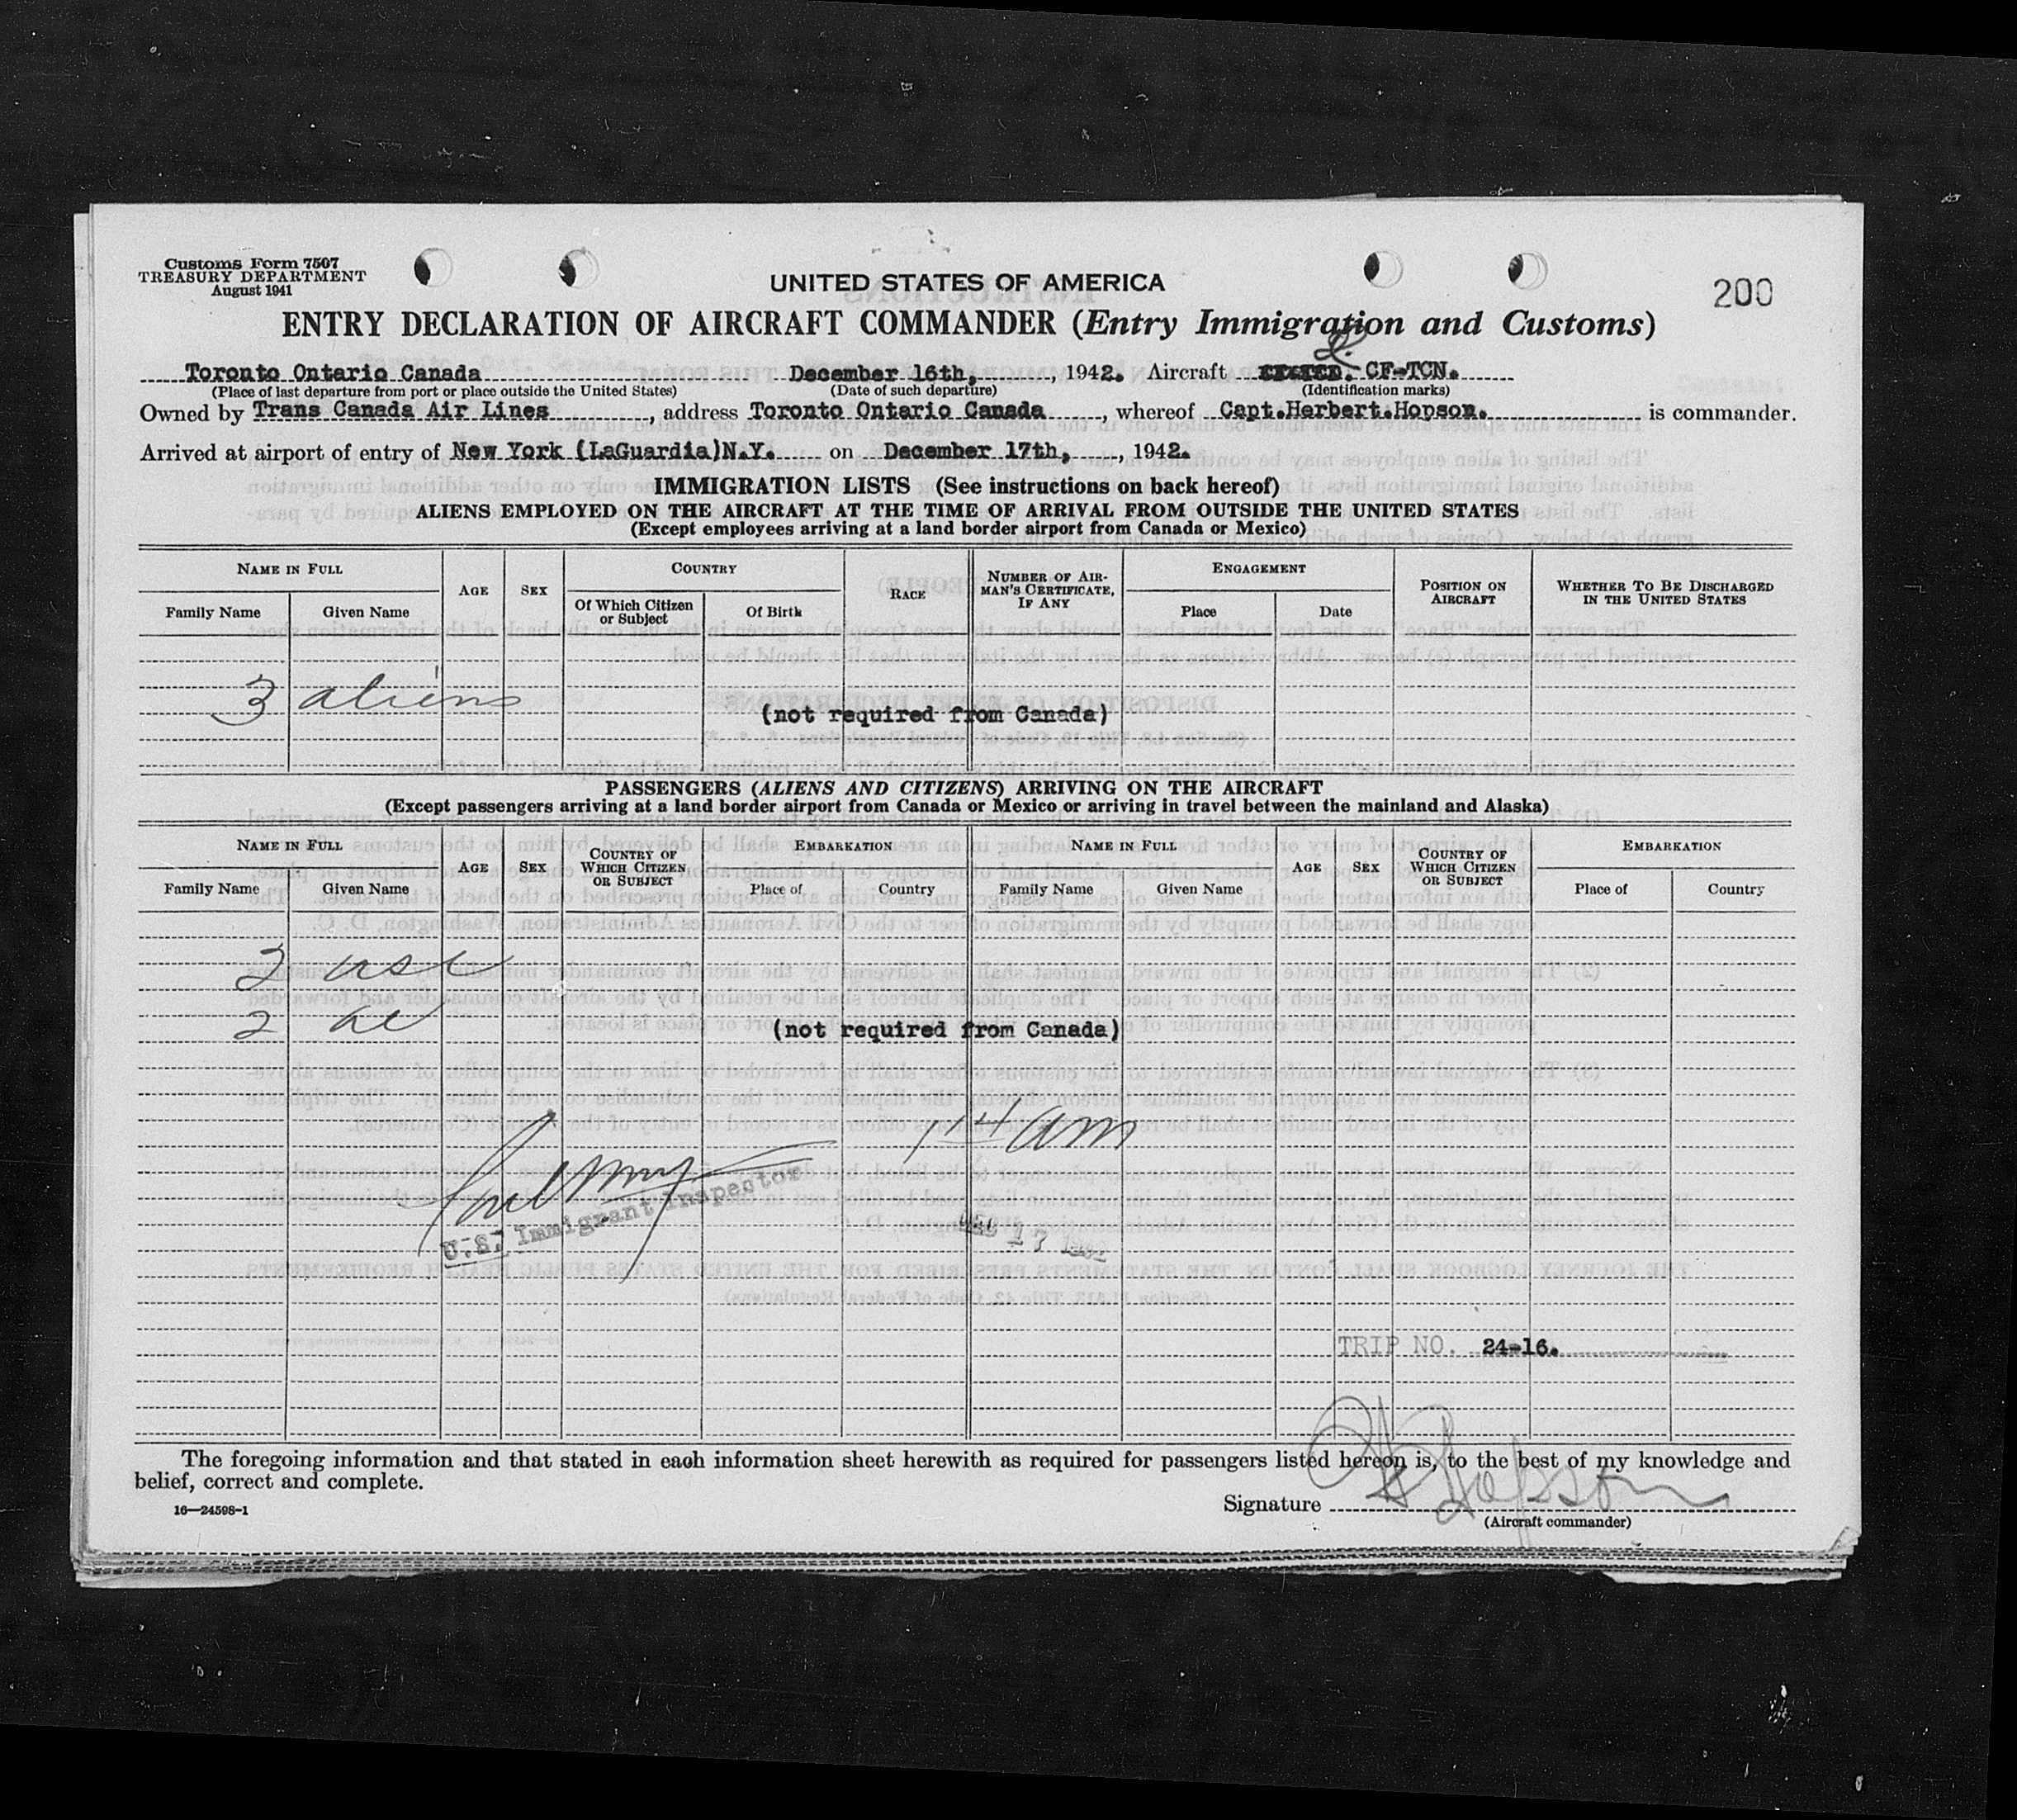 Customs Form 7507
TREASURY DEPARTMENT
August 1941
UNITED STATES OF AMERICA
200
ENTRY DECLARATION OF AIRCRAFT COMMANDER (Entry Immigration and Customs)
Toronto Ontario Canada December 16th, , 1942. Aircraft CF-TCN.
(Place of last departure from port or place outside the United States) (Date of such departure) (Identification marks)
Owned by Trans Canada Air Lines , address Toronto Ontario Canada , whereof Capt.Herbert.Hopson. is commander.
Arrived at airport of entry of New York (LaGuardia)N.Y. on December 17th, , 1942.
IMMIGRATION LISTS (See instructions on back hereof)
ALIENS EMPLOYED ON THE AIRCRAFT AT THE TIME OF ARRIVAL FROM OUTSIDE THE UNITED STATES
(Except employees arriving at a land border airport from Canada or Mexico)
NAME IN FULL AGE SEX COUNTRY RACE NUMBER OF AIR-MAN'S CERTIFICATE, IF ANY ENGAGEMENT POSITION ON AIRCRAFT WHETHER TO BE DISCHARGED IN THE UNITED STATES
Family Name Given Name Of Which Citizen or Subject Of Birth Place Date
3 aliens
(not required from Canada)
PASSENGERS (ALIENS AND CITIZENS) ARRIVING ON THE AIRCRAFT
(Except passengers arriving at a land border airport from Canada or Mexico or arriving in travel between the mainland and Alaska)
NAME IN FULL AGE SEX COUNTRY OF WHICH CITIZEN OR SUBJECT EMBARKATION NAME IN FULL AGE SEX COUNTRY OF WHICH CITIZEN OR SUBJECT EMBARKATION
Family Name Given Name Place of Country Family Name Given Name Place of Country
2 usc
2
(not required from Canada)
114 am
U.S. Immigrant Inspector
DEC 17 1942
TRIP NO. 24-16.
The foregoing information and that stated in each information sheet herewith as required for passengers listed hereon is, to the best of my knowledge and
belief, correct and complete.
16—24598-1
Signature H Hopson
(Aircraft commander)